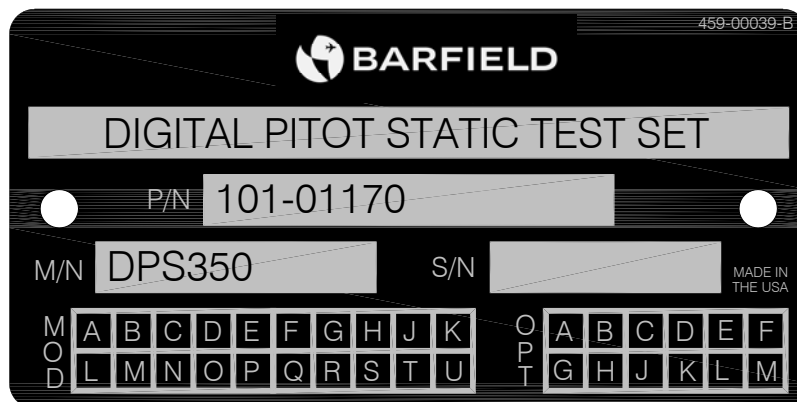 459-00039-B
BARFIELD
DIGITAL PITOT STATIC TEST SET
P/N 101-01170
M/N DPS350 S/N
MADE IN
THE USA
MOD A B C D E F G H J K
L M N O P Q R S T U
OPT A B C D E F
G H J K L M